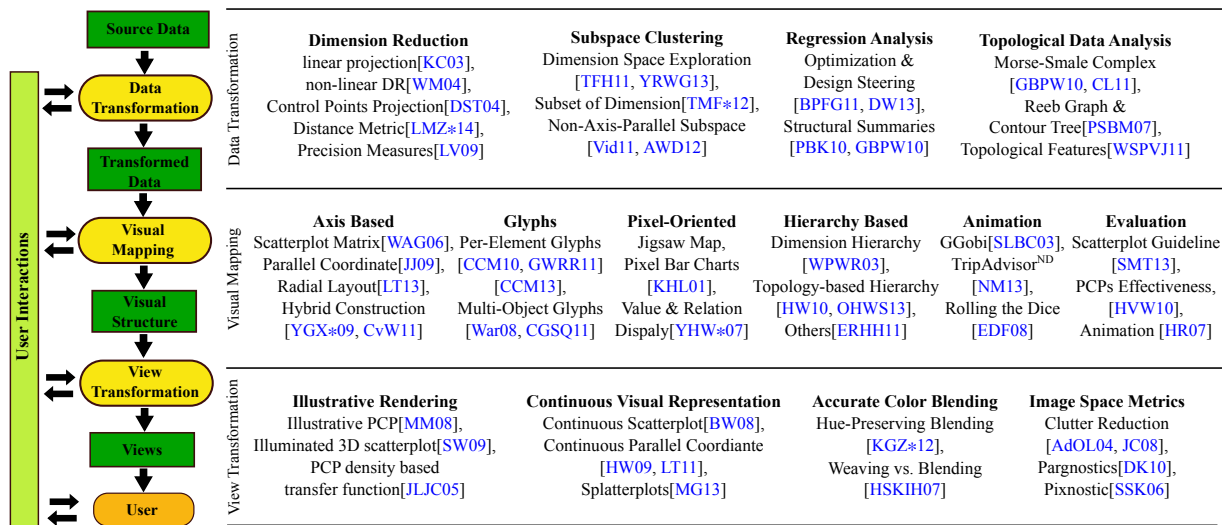 Source Data
Data
Transformation
Transformed
Data
Visual
Mapping
Visual
Structure
View
Transformation
Views
User
User Interactions
Data Transformation
Dimension Reduction
linear projection[KC03],
non-linear DR[WM04]
Control Points Projection[DST04]
Distance Metric[LMZ*14],
Precision Measures[LV09]
Subspace Clustering
Dimension Space Exploration
[TFH11, YRWG13],
Subset of Dimension[TMF*12],
Non-Axis-Parallel Subspace
[Vid11, AWD12]
Regression Analysis
Optimization &
Design Steering
[BPFG11, DW13],
Structural Summaries
[PBK10, GBPW10]
Topological Data Analysis
Morse-Smale Complex
[GBPW10, CL11],
Reeb Graph &
Contour Tree[PSBM07],
Topological Features[WSPVJ11]
Visual Mapping
Axis Based
Scatterplot Matrix[WAG06],
Parallel Coordinate[JJ09],
Radial Layout[LT13],
Hybrid Construction
[YGX*09, CvW11]
Glyphs
Per-Element Glyphs
[CCM10, GWRR11]
[CCM13],
Multi-Object Glyphs
[War08, CGSQ11]
Pixel-Oriented
Jigsaw Map,
Pixel Bar Charts
[KHL01],
Value & Relation
Dispaly[YHW*07]
Hierarchy Based
Dimension Hierarchy
[WPWR03],
Topology-based Hierarchy
[HW10, OHWS13],
Others[ERHH11]
Animation
GGobi[SLBC03],
TripAdvisorND
[NM13],
Rolling the Dice
[EDF08]
Evaluation
Scatterplot Guideline
[SMT13],
PCPs Effectiveness,
[HVW10],
Animation [HR07]
View Transformation
Illustrative Rendering
Illustrative PCP[MM08],
Illuminated 3D scatterplot[SW09],
PCP density based
transfer function[JLJC05]
Continuous Visual Representation
Continuous Scatterplot[BW08],
Continuous Parallel Coordiante
[HW09, LT11],
Splatterplots[MG13]
Accurate Color Blending
Hue-Preserving Blending
[KGZ*12],
Weaving vs. Blending
[HSKIH07]
Image Space Metrics
Clutter Reduction
[AdOL04, JC08],
Pargnostics[DK10],
Pixnostic[SSK06]